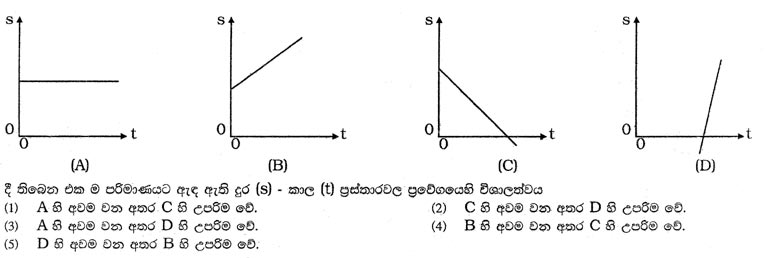 s s s s
0 0 0 0
0 t 0 t 0 t 0 t
(A) (B) (C) (D)
දී තිබෙන එක ම පරිමාණයට ඇඳ ඇති දුර (s) - කාල (t) ප්‍රස්තාරවල ප්‍රවේගයෙහි විශාලත්වය
(1) A හි අවම වන අතර C හි උපරිම වේ. (2) C හි අවම වන අතර D හි උපරිම වේ.
(3) A හි අවම වන අතර D හි උපරිම වේ. (4) B හි අවම වන අතර C හි උපරිම වේ.
(5) D හි අවම වන අතර B හි උපරිම වේ.